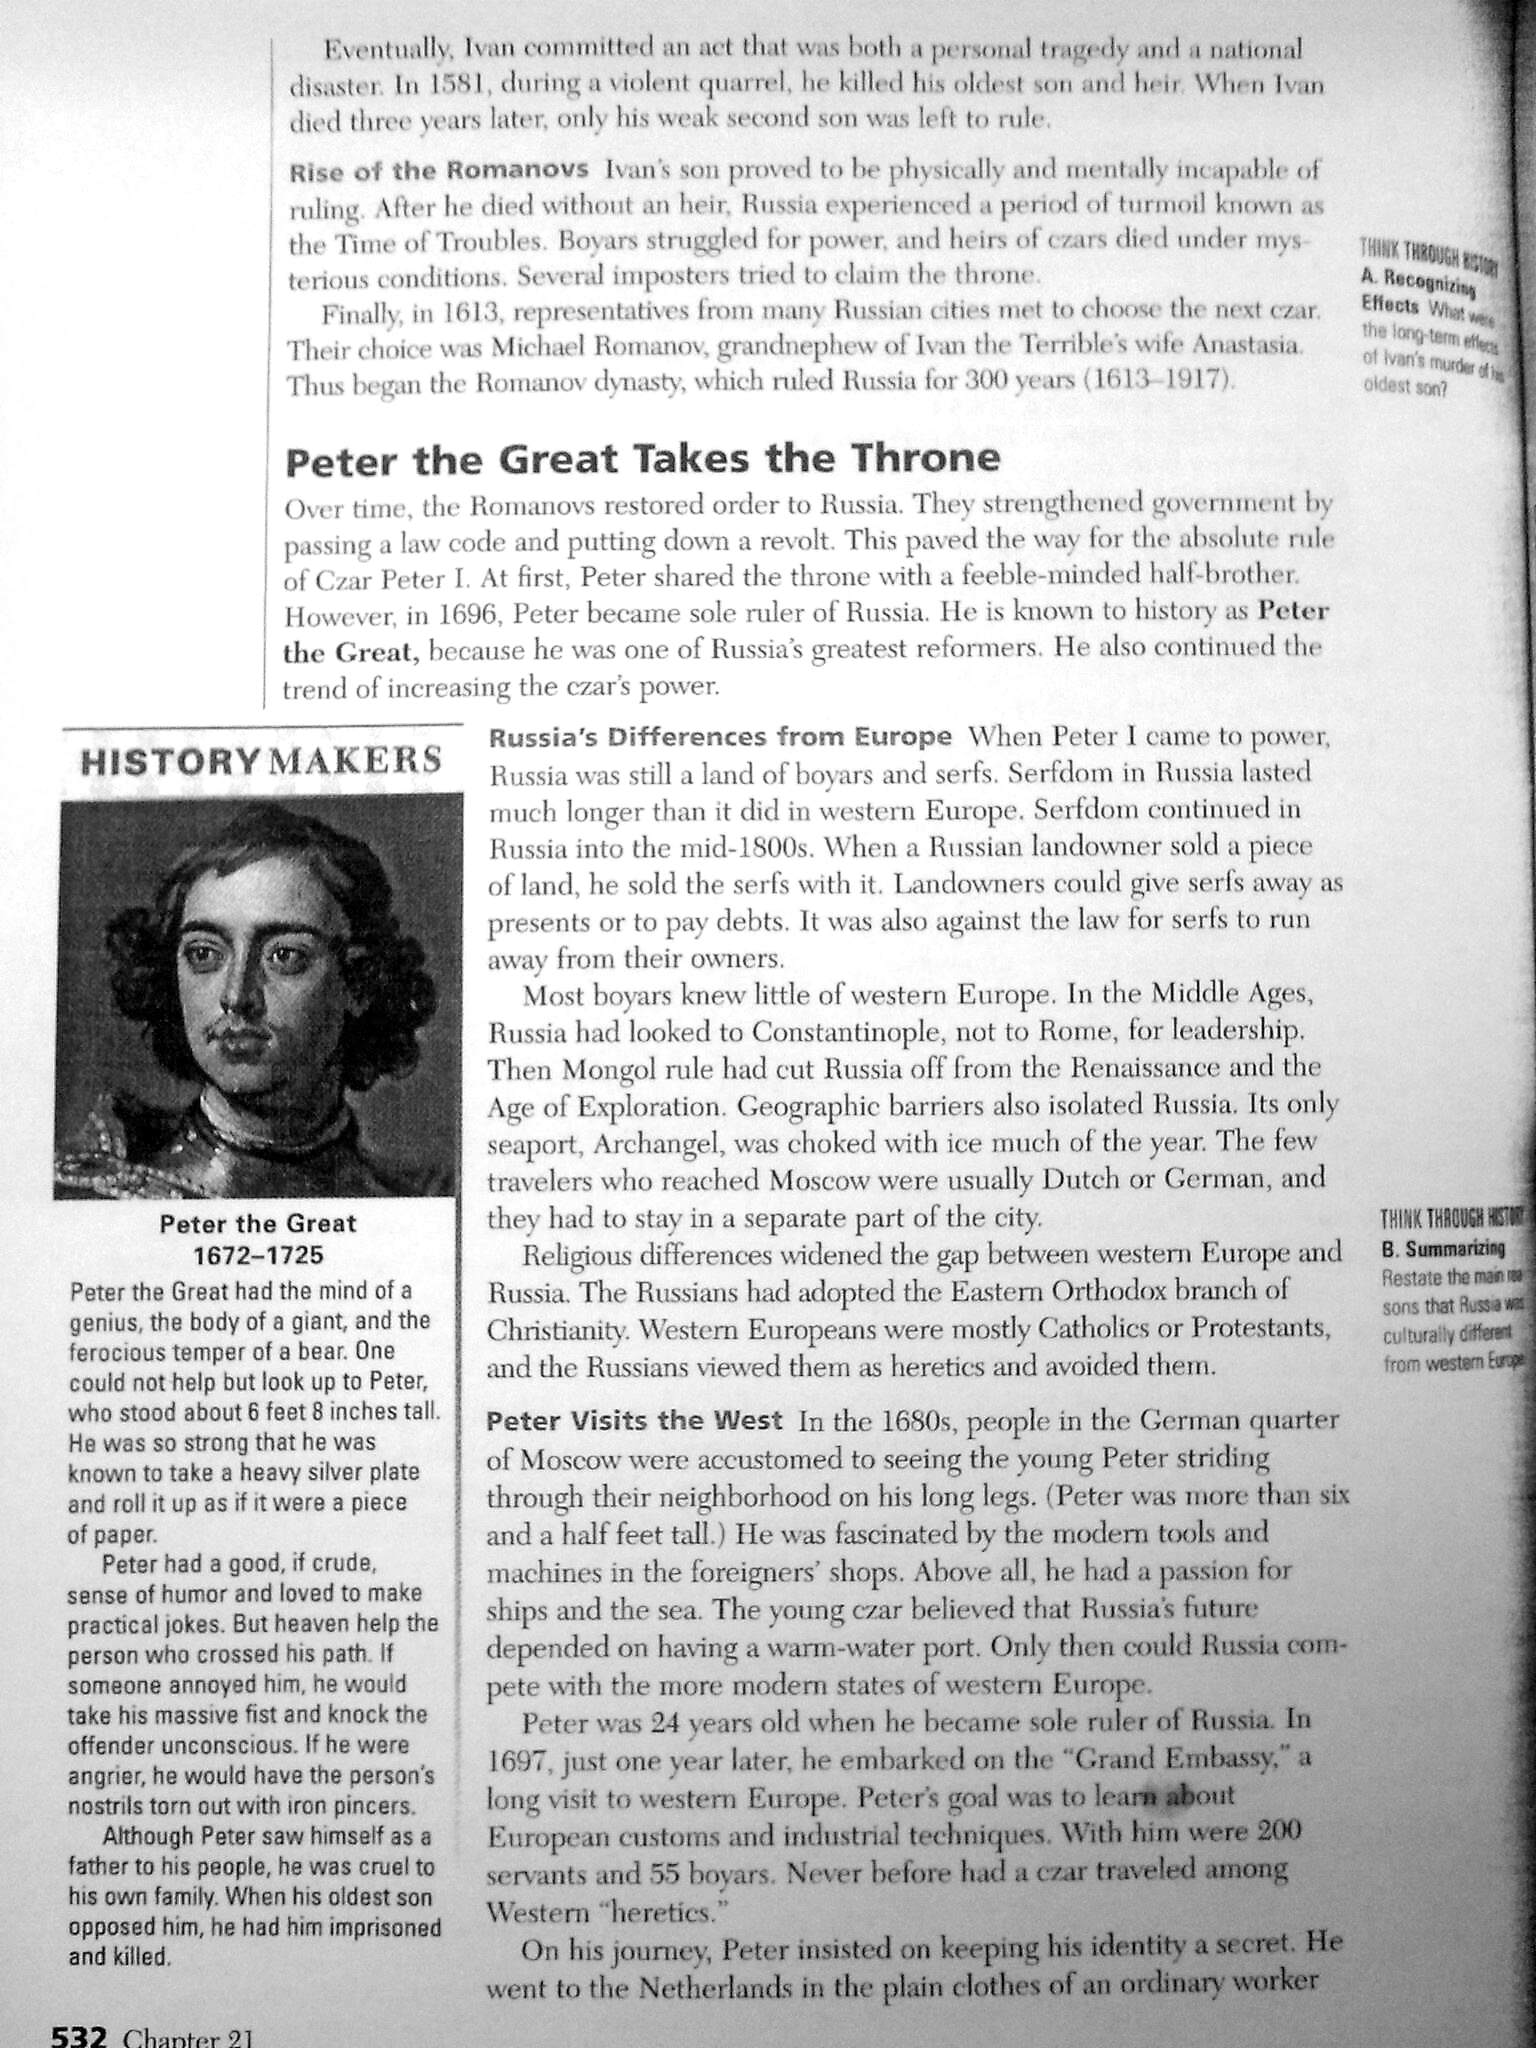 Eventually, Ivan committed an act that was both a personal tragedy and a national
disaster. In 1581, during a violent quarrel, he killed his oldest son and heir. When Ivan
died three years later, only his weak second son was left to rule.
Rise of the Romanovs Ivan's son proved to be physically and mentally incapable of
ruling. After he died without an heir, Russia experienced a period of turmoil known as
the Time of Troubles. Boyars struggled for power, and heirs of czars died under mys-
terious conditions. Several imposters tried to claim the throne.
Finally, in 1613, representatives from many Russian cities met to choose the next czar.
Their choice was Michael Romanov, grandnephew of Ivan the Terrible's wife Anastasia.
Thus began the Romanov dynasty, which ruled Russia for 300 years (1613–1917).
THINK THROUGH HISTORY
A. Recognizing
Effects What were
the long-term effects
of Ivan's murder of his
oldest son?
Peter the Great Takes the Throne
Over time, the Romanovs restored order to Russia. They strengthened government by
passing a law code and putting down a revolt. This paved the way for the absolute rule
of Czar Peter I. At first, Peter shared the throne with a feeble-minded half-brother.
However, in 1696, Peter became sole ruler of Russia. He is known to history as Peter
the Great, because he was one of Russia's greatest reformers. He also continued the
trend of increasing the czar's power.
HISTORYMAKERS
Peter the Great
1672–1725
Peter the Great had the mind of a
genius, the body of a giant, and the
ferocious temper of a bear. One
could not help but look up to Peter,
who stood about 6 feet 8 inches tall.
He was so strong that he was
known to take a heavy silver plate
and roll it up as if it were a piece
of paper.
Peter had a good, if crude,
sense of humor and loved to make
practical jokes. But heaven help the
person who crossed his path. If
someone annoyed him, he would
take his massive fist and knock the
offender unconscious. If he were
angrier, he would have the person's
nostrils torn out with iron pincers.
Although Peter saw himself as a
father to his people, he was cruel to
his own family. When his oldest son
opposed him, he had him imprisoned
and killed.
Russia's Differences from Europe When Peter I came to power,
Russia was still a land of boyars and serfs. Serfdom in Russia lasted
much longer than it did in western Europe. Serfdom continued in
Russia into the mid-1800s. When a Russian landowner sold a piece
of land, he sold the serfs with it. Landowners could give serfs away as
presents or to pay debts. It was also against the law for serfs to run
away from their owners.
Most boyars knew little of western Europe. In the Middle Ages,
Russia had looked to Constantinople, not to Rome, for leadership.
Then Mongol rule had cut Russia off from the Renaissance and the
Age of Exploration. Geographic barriers also isolated Russia. Its only
seaport, Archangel, was choked with ice much of the year. The few
travelers who reached Moscow were usually Dutch or German, and
they had to stay in a separate part of the city.
Religious differences widened the gap between western Europe and
Russia. The Russians had adopted the Eastern Orthodox branch of
Christianity. Western Europeans were mostly Catholics or Protestants,
and the Russians viewed them as heretics and avoided them.
THINK THROUGH HISTORY
B. Summarizing
Restate the main rea-
sons that Russia was
culturally different
from western Europe
Peter Visits the West In the 1680s, people in the German quarter
of Moscow were accustomed to seeing the young Peter striding
through their neighborhood on his long legs. (Peter was more than six
and a half feet tall.) He was fascinated by the modern tools and
machines in the foreigners' shops. Above all, he had a passion for
ships and the sea. The young czar believed that Russia's future
depended on having a warm-water port. Only then could Russia com-
pete with the more modern states of western Europe.
Peter was 24 years old when he became sole ruler of Russia. In
1697, just one year later, he embarked on the "Grand Embassy," a
long visit to western Europe. Peter's goal was to learn about
European customs and industrial techniques. With him were 200
servants and 55 boyars. Never before had a czar traveled among
Western "heretics."
On his journey, Peter insisted on keeping his identity a secret. He
went to the Netherlands in the plain clothes of an ordinary worker
532 Chapter 21